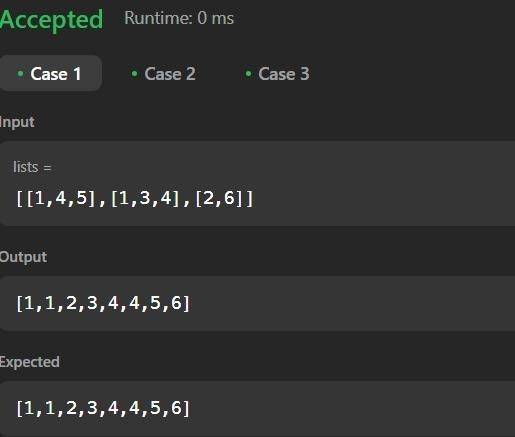 Accepted Runtime: 0 ms
• Case 1 • Case 2 • Case 3
Input
lists =
[[1,4,5],[1,3,4],[2,6]]
Output
[1,1,2,3,4,4,5,6]
Expected
[1,1,2,3,4,4,5,6]